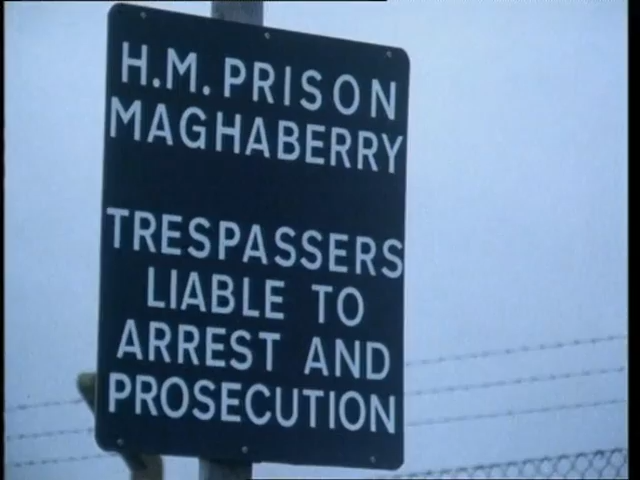 H.M. PRISON
MAGHABERRY
TRESPASSERS
LIABLE TO
ARREST AND
PROSECUTION